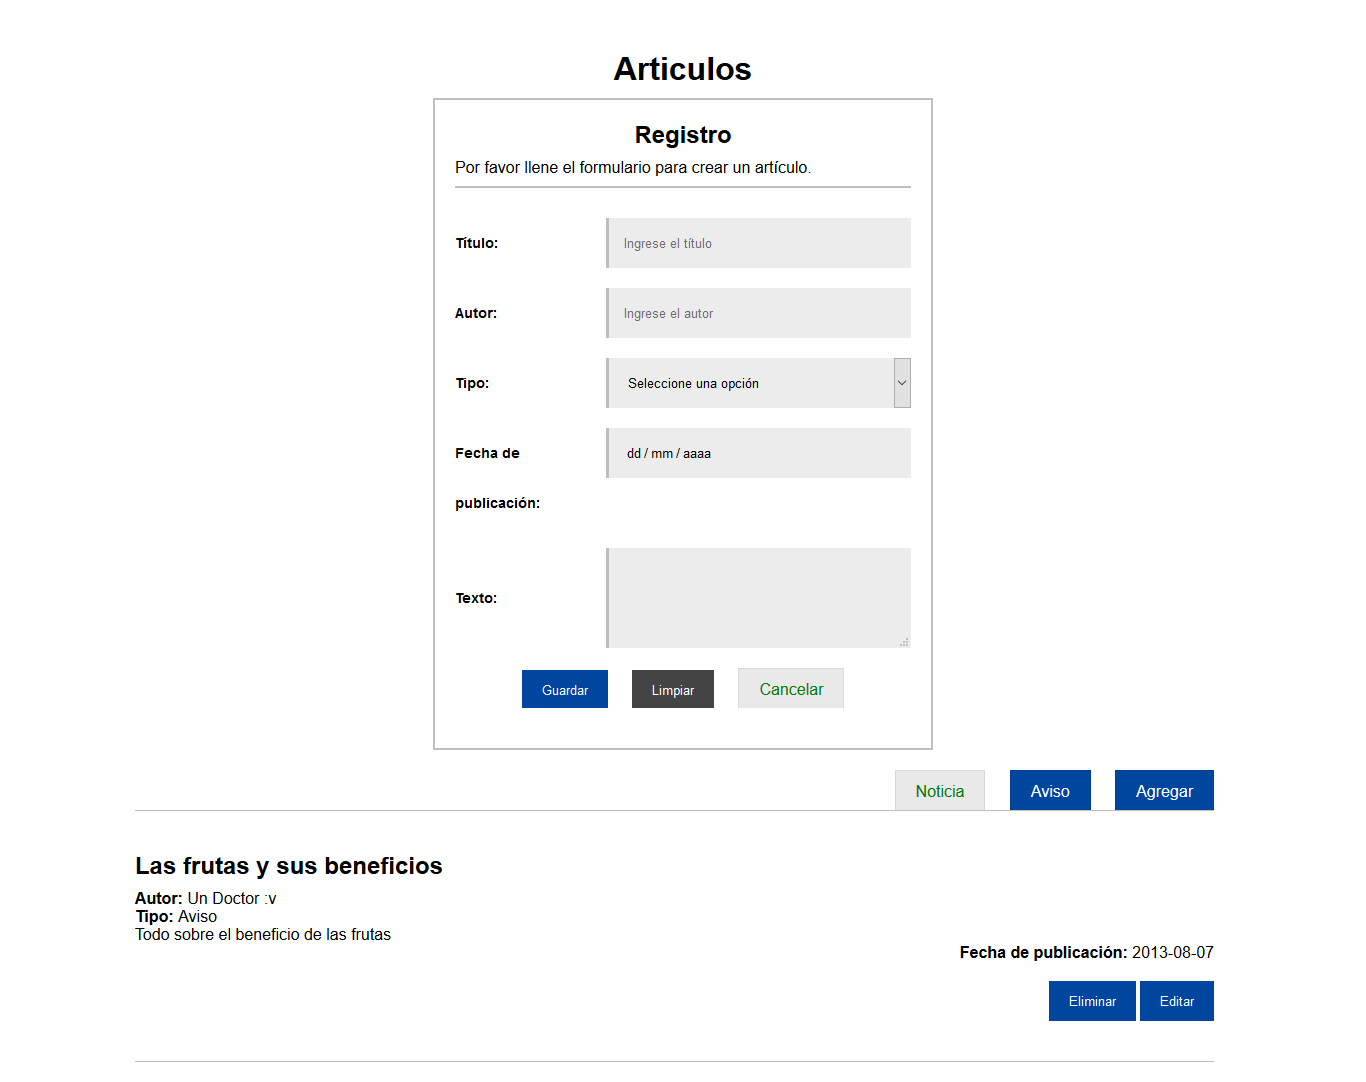 Articulos
Registro
Por favor llene el formulario para crear un artículo.
Título:
Ingrese el título
Autor:
Ingrese el autor
Tipo:
Seleccione una opción
Fecha de
publicación:
dd / mm / aaaa
Texto:
Guardar
Limpiar
Cancelar
Noticia
Aviso
Agregar
Las frutas y sus beneficios
Autor: Un Doctor :v
Tipo: Aviso
Todo sobre el beneficio de las frutas
Fecha de publicación: 2013-08-07
Eliminar
Editar